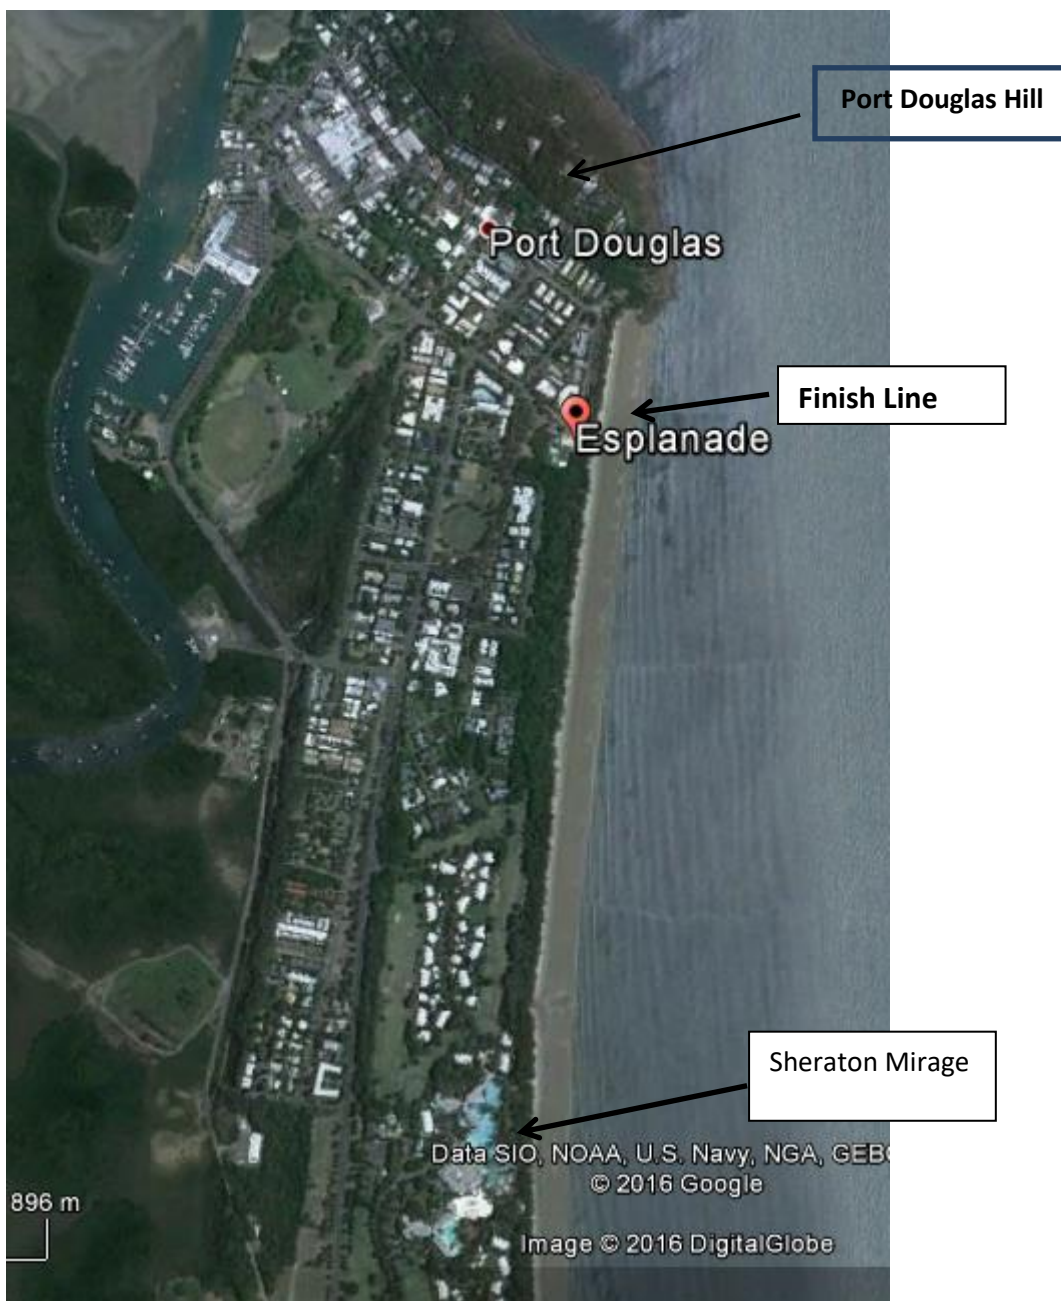 Port Douglas Hill
Port Douglas
Finish Line
Esplanade
Sheraton Mirage
Data SIO, NOAA, U.S. Navy, NGA, GEBC
© 2016 Google
896 m
Image © 2016 DigitalGlobe